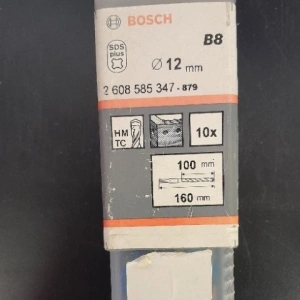 BOSCH
SDS
plus
B8
Ø 12 mm
2 608 585 347 - 879
HM
TC
10x
100 mm
160 mm